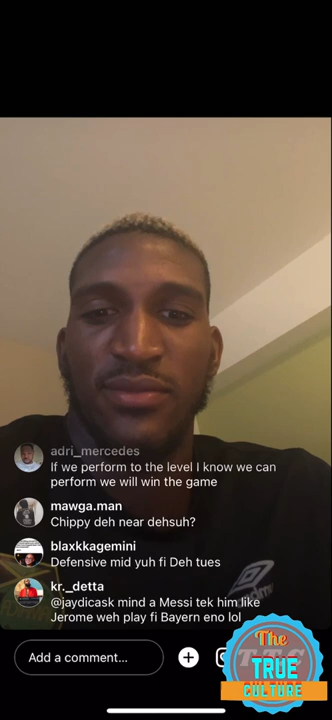 adri_mercedes
If we perform to the level I know we can
perform we will win the game
mawga.man
Chippy deh near dehsuh?
blaxkkagemini
Defensive mid yuh fi Deh tues
kr._detta
@jaydicask mind a Messi tek him like
Jerome weh play fi Bayern eno lol
Add a comment...
The
TRUE
CULTURE